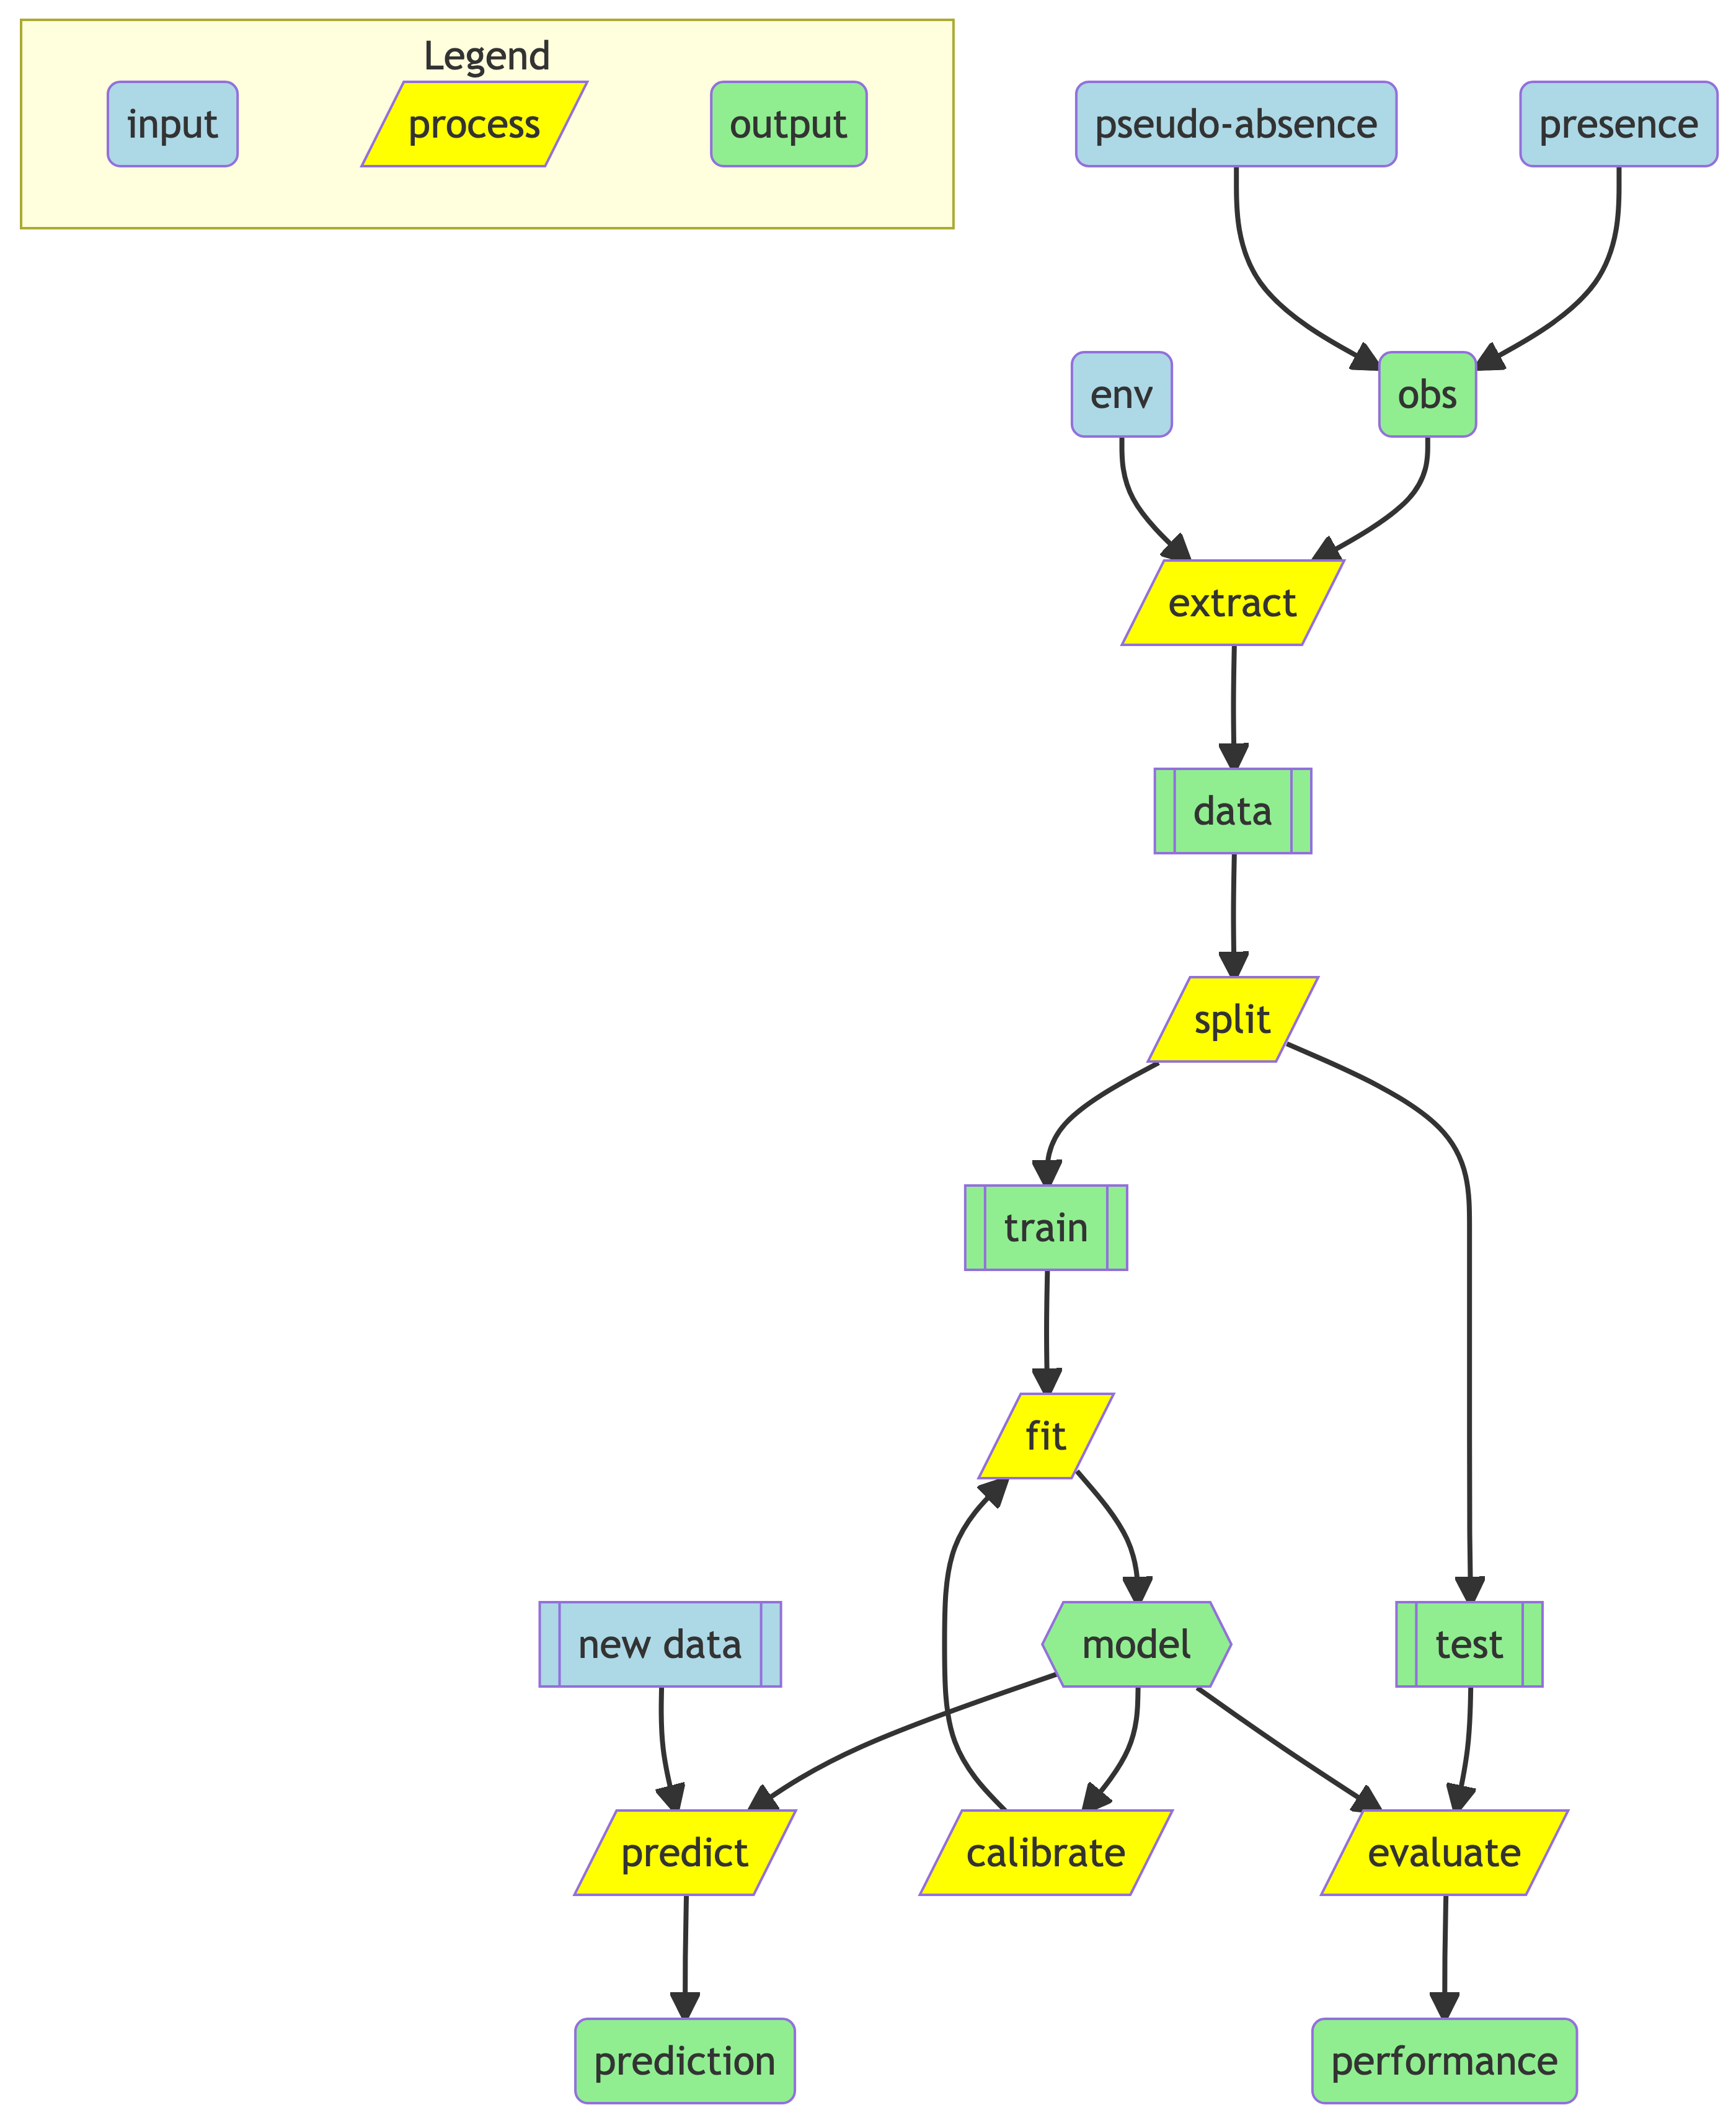 Legend
input
process
output
pseudo-absence
presence
env
obs
extract
data
split
train
fit
new data
model
test
predict
calibrate
evaluate
prediction
performance